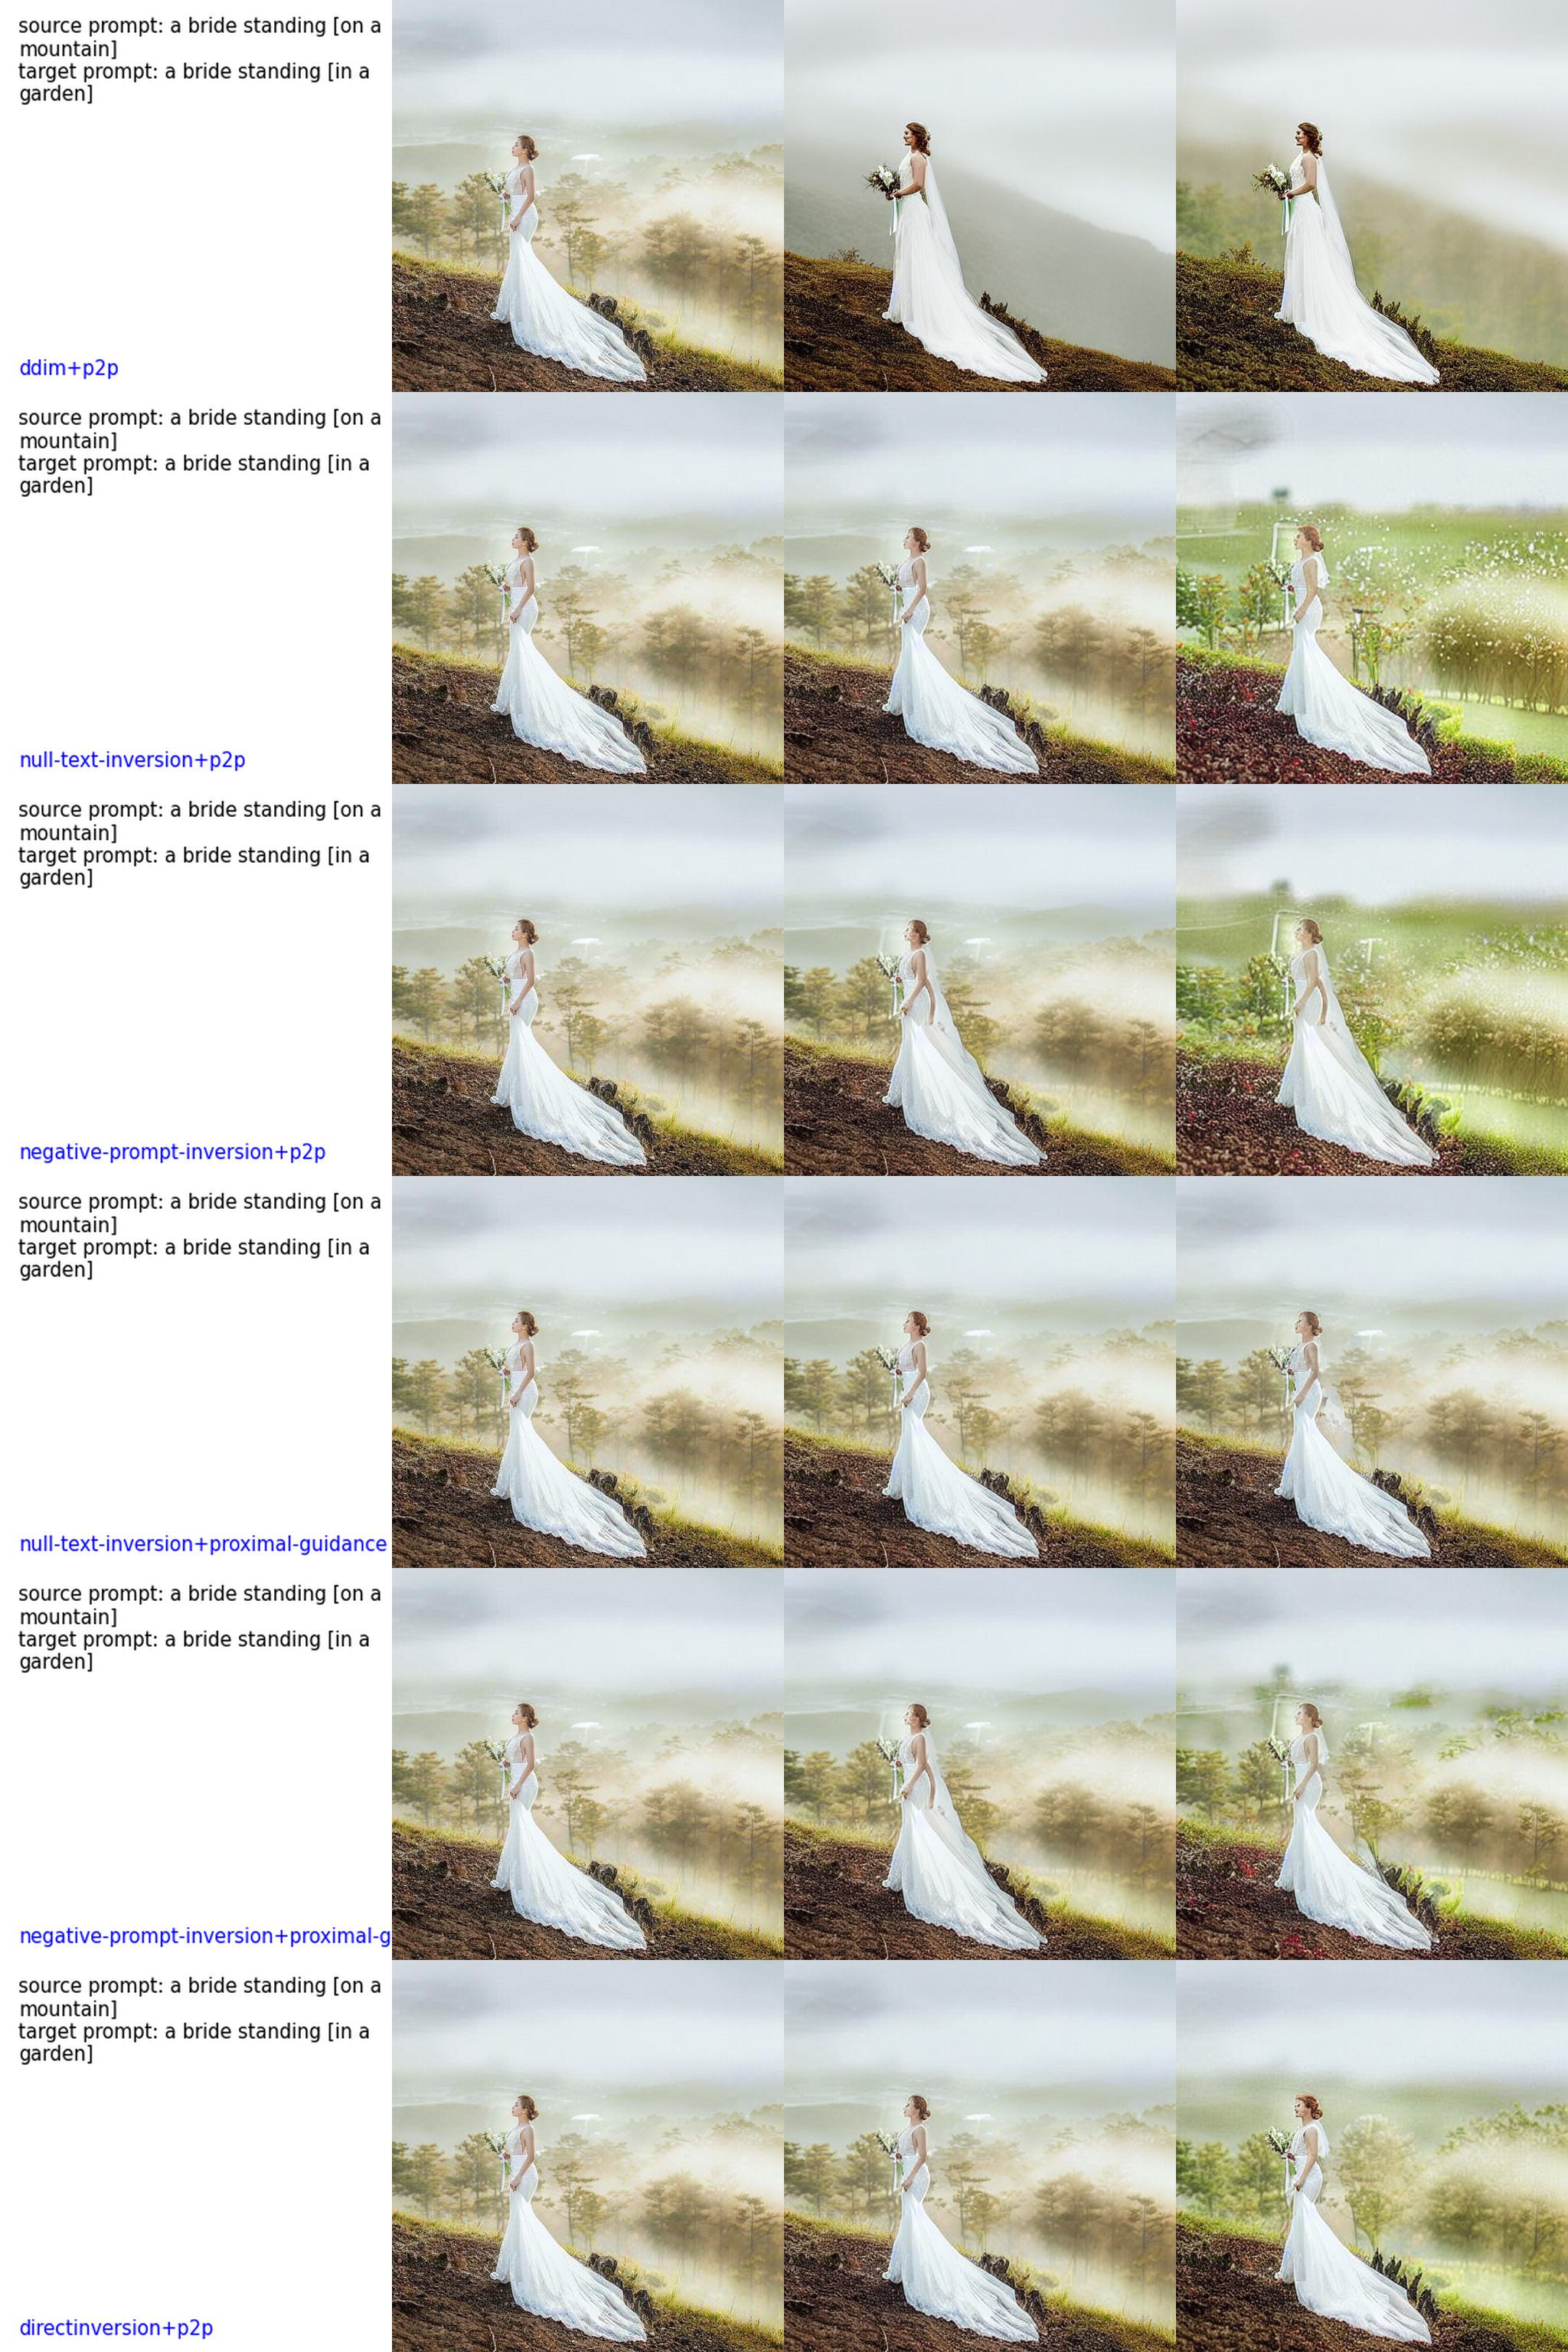 source prompt: a bride standing [on a
mountain]
target prompt: a bride standing [in a
garden]
ddim+p2p
source prompt: a bride standing [on a
mountain]
target prompt: a bride standing [in a
garden]
null-text-inversion+p2p
source prompt: a bride standing [on a
mountain]
target prompt: a bride standing [in a
garden]
negative-prompt-inversion+p2p
source prompt: a bride standing [on a
mountain]
target prompt: a bride standing [in a
garden]
null-text-inversion+proximal-guidance
source prompt: a bride standing [on a
mountain]
target prompt: a bride standing [in a
garden]
negative-prompt-inversion+proximal-g
source prompt: a bride standing [on a
mountain]
target prompt: a bride standing [in a
garden]
directinversion+p2p